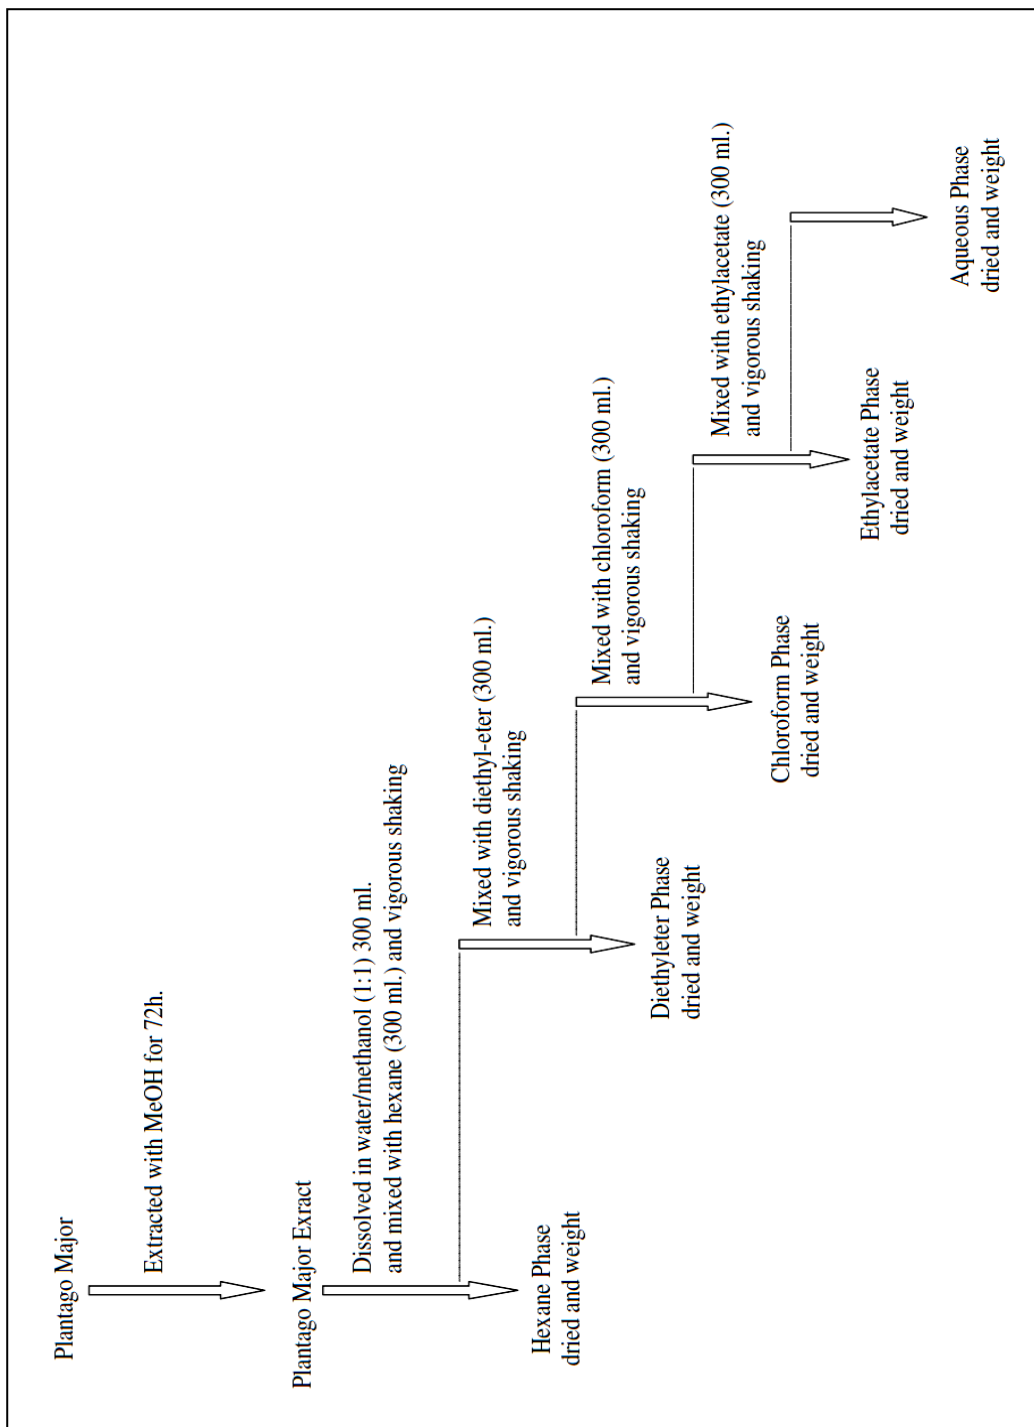 Plantago Major
Extracted with MeOH for 72h.
Plantago Major Exract
Dissolved in water/methanol (1:1) 300 ml.
and mixed with hexane (300 ml.) and vigorous shaking
Hexane Phase
dried and weight
Mixed with diethyl-eter (300 ml.)
and vigorous shaking
Diethyleter Phase
dried and weight
Mixed with chloroform (300 ml.)
and vigorous shaking
Chloroform Phase
dried and weight
Mixed with ethylacetate (300 ml.)
and vigorous shaking
Ethylacetate Phase
dried and weight
Aqueous Phase
dried and weight